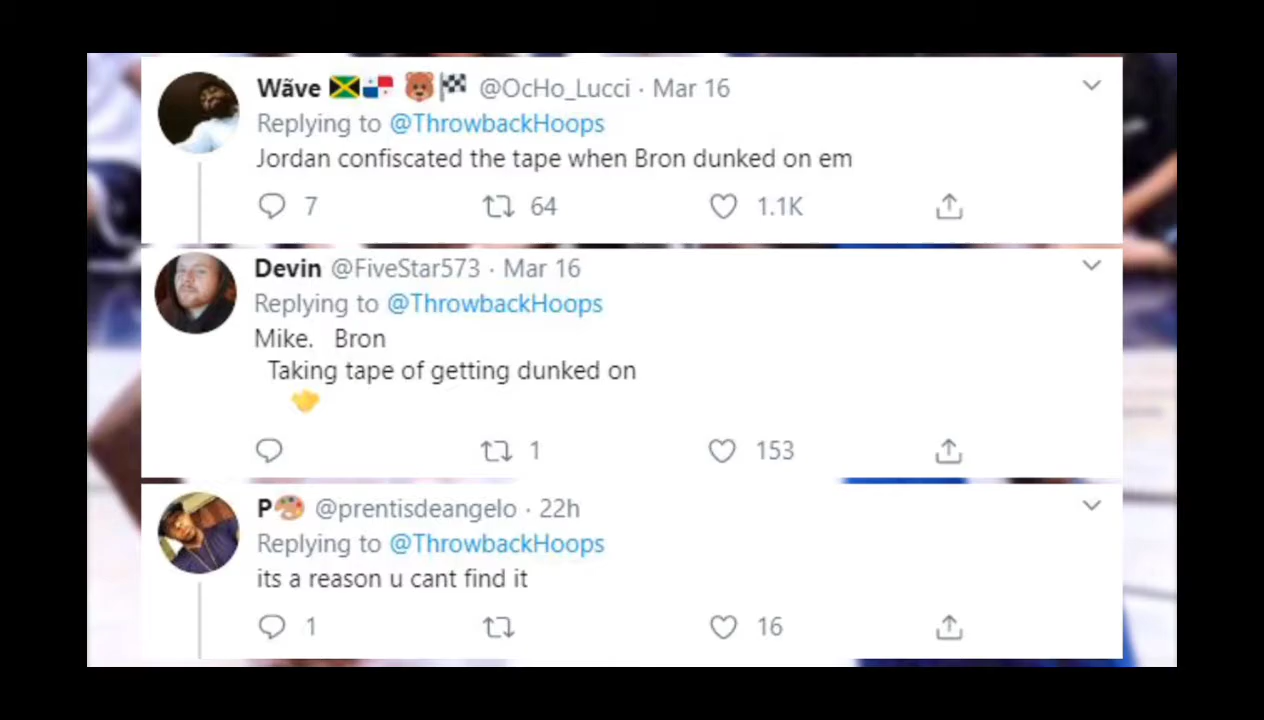 Wãve 🇯🇲🇵🇦 🐻🏁 @OcHo_Lucci · Mar 16
Replying to @ThrowbackHoops
Jordan confiscated the tape when Bron dunked on em
7 64 1.1K
Devin @FiveStar573 · Mar 16
Replying to @ThrowbackHoops
Mike. Bron
Taking tape of getting dunked on
🤝
1 153
P🎨 @prentisdeangelo · 22h
Replying to @ThrowbackHoops
its a reason u cant find it
1 16